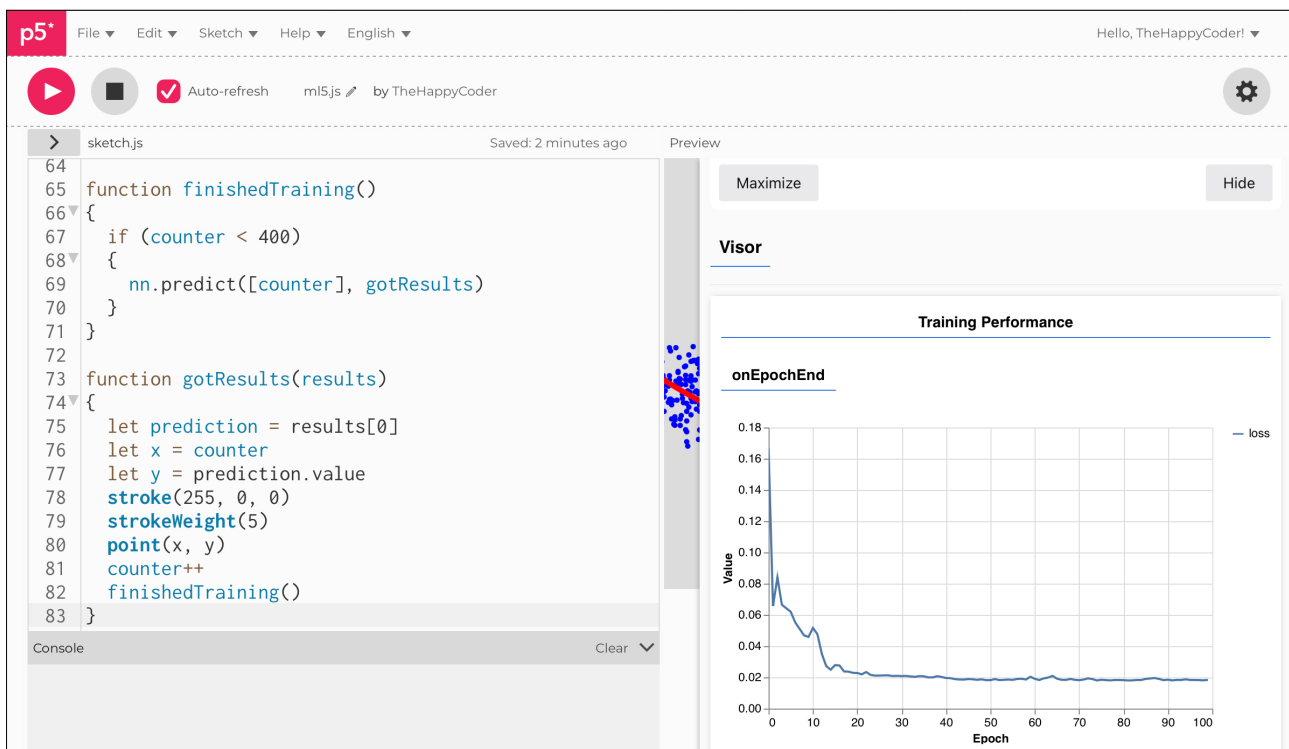 p5* File Edit Sketch Help English Hello, TheHappyCoder!
Auto-refresh ml5.js by TheHappyCoder
sketch.js Saved: 2 minutes ago Preview
64
65 function finishedTraining()
66 {
67 if (counter < 400)
68 {
69 nn.predict([counter], gotResults)
70 }
71 }
72
73 function gotResults(results)
74 {
75 let prediction = results[0]
76 let x = counter
77 let y = prediction.value
78 stroke(255, 0, 0)
79 strokeWeight(5)
80 point(x, y)
81 counter++
82 finishedTraining()
83 }
Console Clear
Maximize Hide
Visor
Training Performance
onEpochEnd
0.18
0.16
0.14
0.12
0.10
0.08
0.06
0.04
0.02
0.00
Value
0 10 20 30 40 50 60 70 80 90 100
Epoch
loss